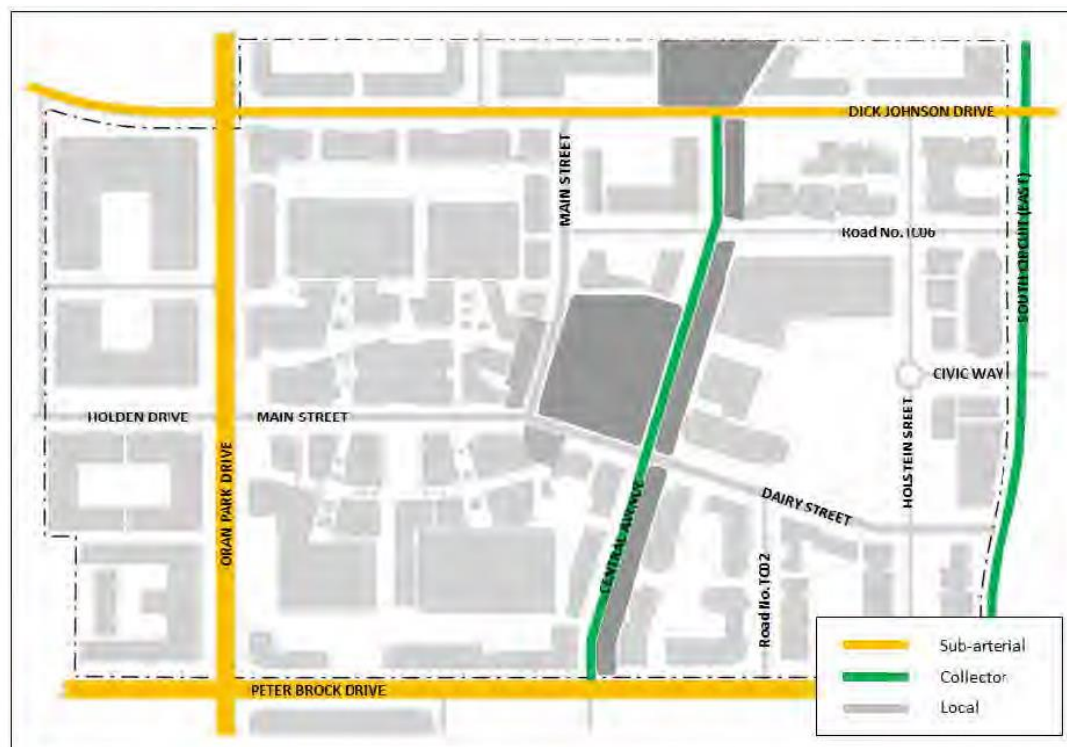 DICK JOHNSON DRIVE
MAIN STREET
Road No.TC06
SOUTH CIRCUIT (EAST)
CIVIC WAY
HOLDEN DRIVE
MAIN STREET
HOLSTEIN SREET
ORAN PARK DRIVE
CENTRAL AVENUE
DAIRY STREET
Road No.TC02
PETER BROCK DRIVE
Sub-arterial
Collector
Local